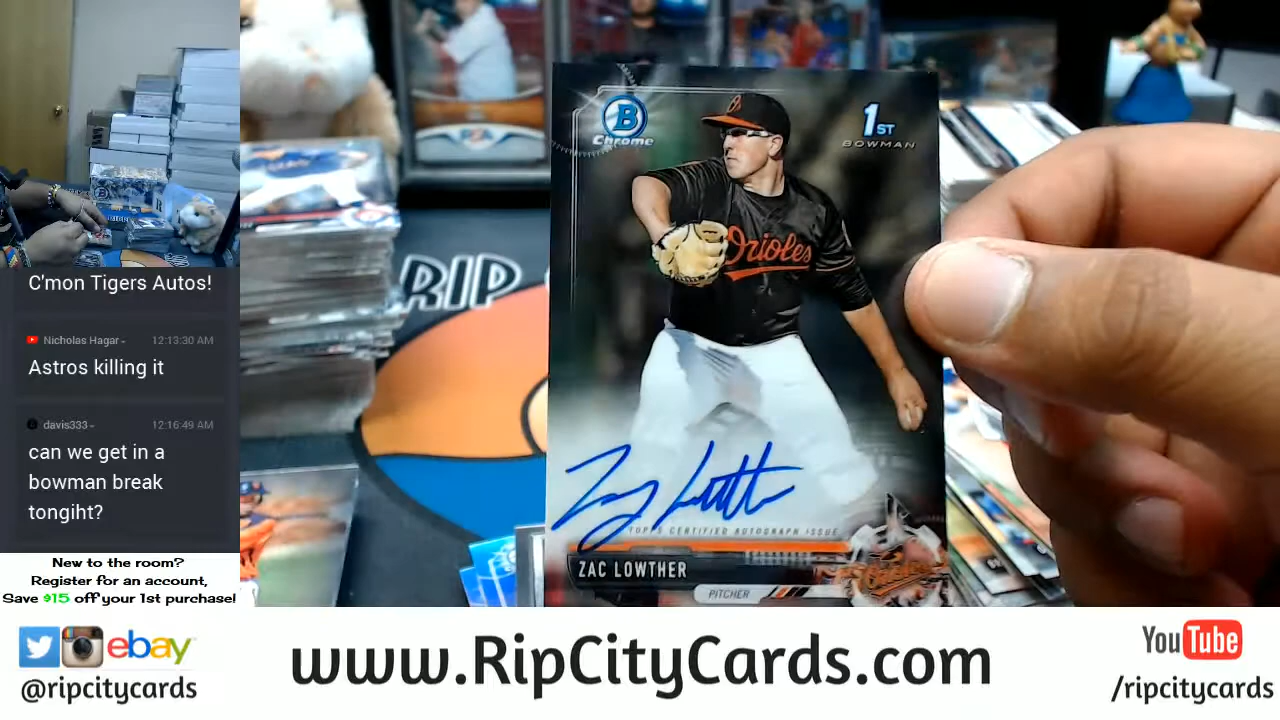 C'mon Tigers Autos!
Nicholas Hagar
12:13:30 AM
Astros killing it
davis333
12:16:49 AM
can we get in a
bowman break
tongiht?
New to the room?
Register for an account,
Save $15 off your 1st purchase!
RIP
B
Chrome
1ST
BOWMAN
Orioles
Zac Lowther
TOPPS CERTIFIED AUTOGRAPH ISSUE
ZAC LOWTHER
PITCHER
ebay
@ripcitycards
www.RipCityCards.com
YouTube
/ripcitycards